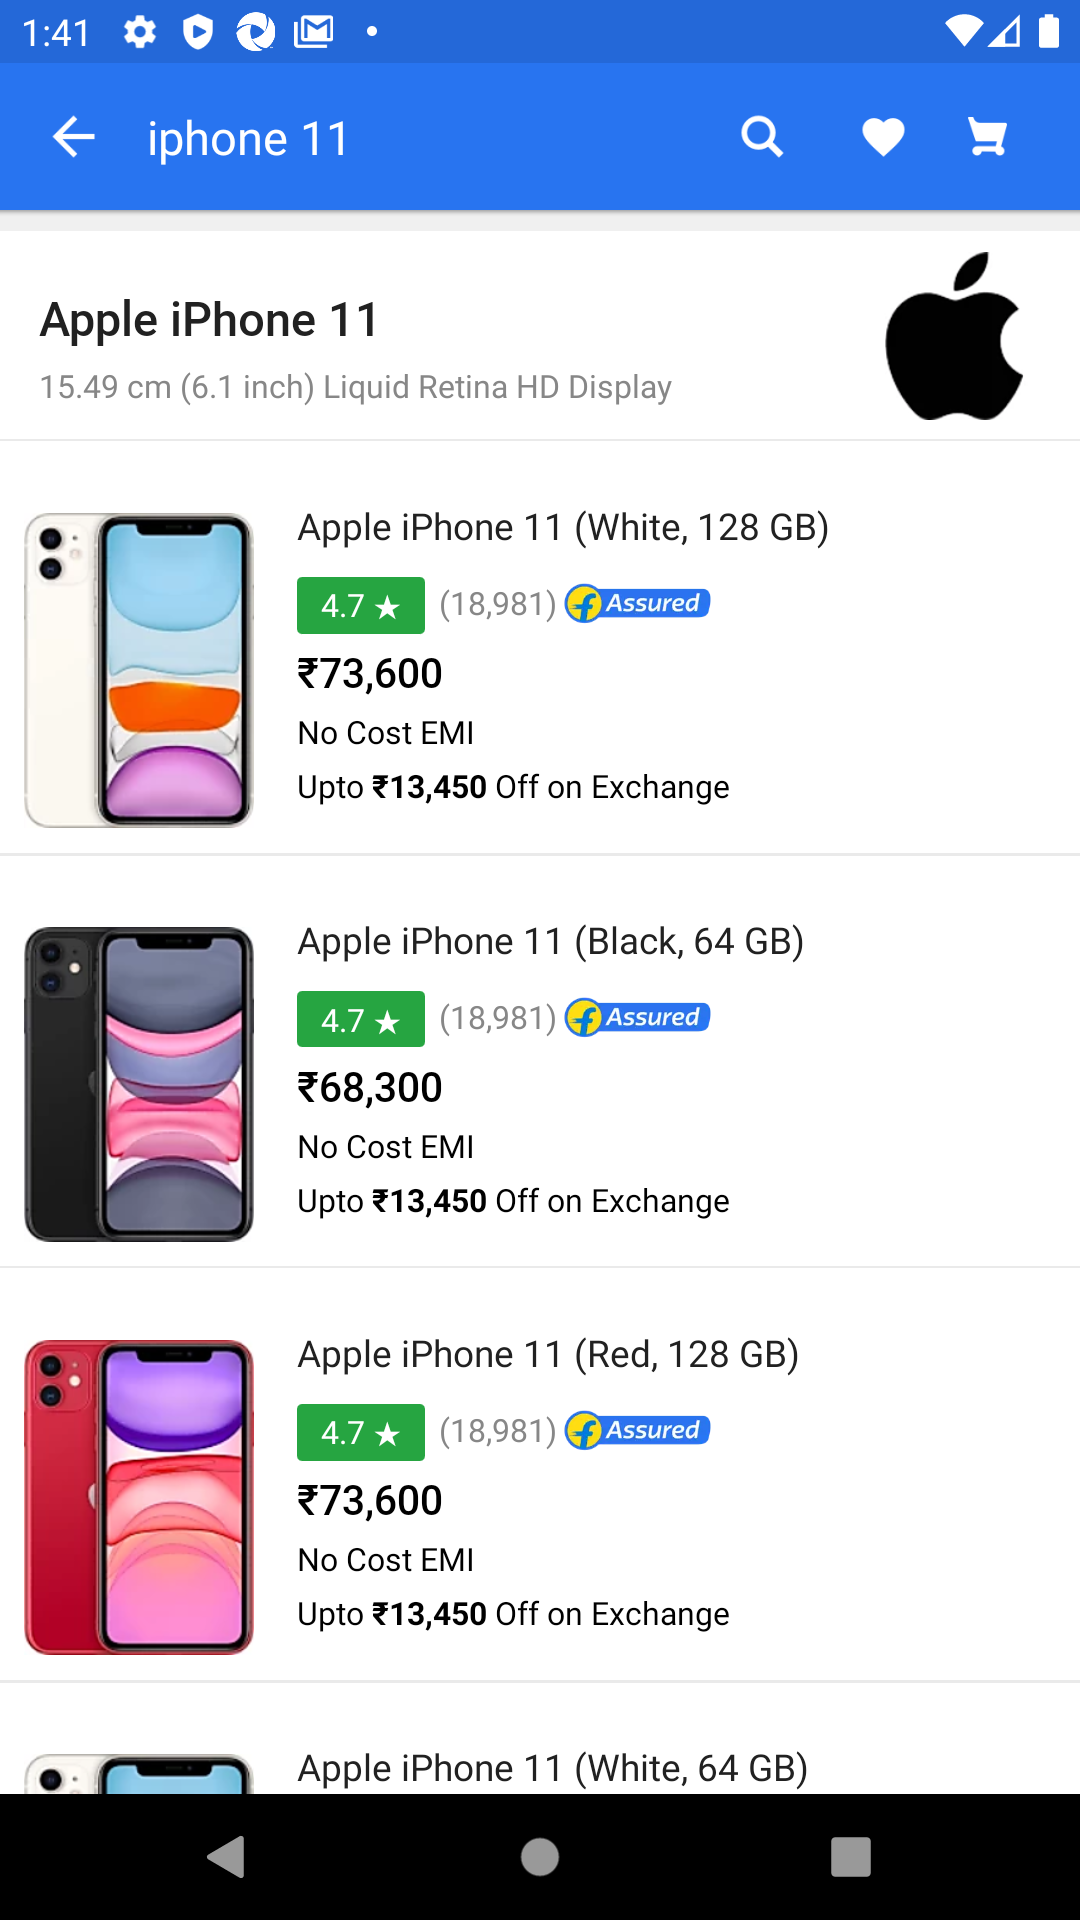 1:41
iphone 11
Apple iPhone 11
15.49 cm (6.1 inch) Liquid Retina HD Display
Apple iPhone 11 (White, 128 GB)
4.7 ★ (18,981) Assured
₹73,600
No Cost EMI
Upto ₹13,450 Off on Exchange
Apple iPhone 11 (Black, 64 GB)
4.7 ★ (18,981) Assured
₹68,300
No Cost EMI
Upto ₹13,450 Off on Exchange
Apple iPhone 11 (Red, 128 GB)
4.7 ★ (18,981) Assured
₹73,600
No Cost EMI
Upto ₹13,450 Off on Exchange
Apple iPhone 11 (White, 64 GB)